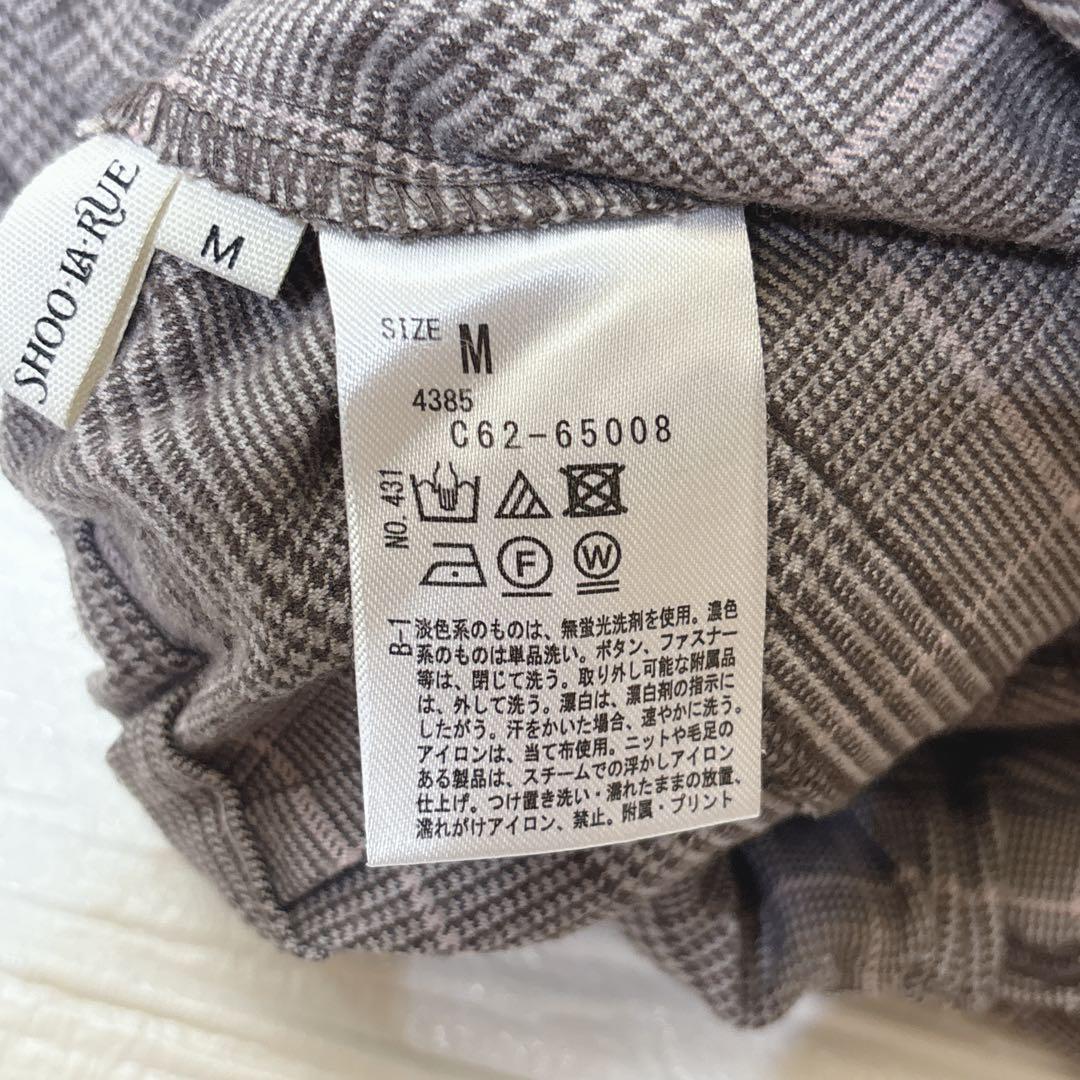 SHOO·LA·RUE
M
SIZE M
4385
C62-65008
NO. 431
F
W
B-1
淡色系のものは、無蛍光洗剤を使用。濃色
系のものは単品洗い。ボタン、ファスナー
等は、閉じて洗う。取り外し可能な附属品
は、外して洗う。漂白は、漂白剤の指示に
したがう。汗をかいた場合、速やかに洗う。
アイロンは、当て布使用。ニットや毛足の
ある製品は、スチームでの浮かしアイロン
仕上げ。つけ置き洗い・濡れたままの放置、
濡れがけアイロン、禁止。附属・プリント